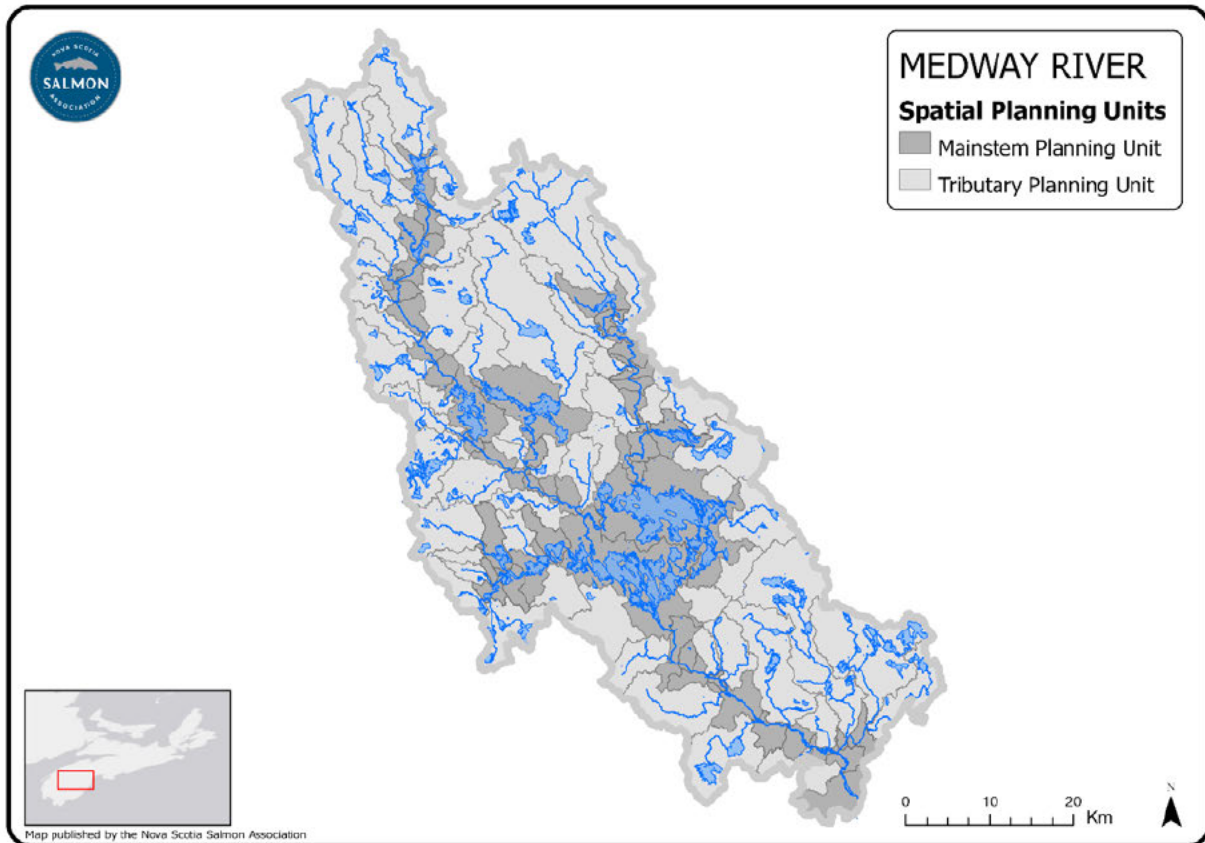 NOVA SCOTIA
SALMON
ASSOCIATION
MEDWAY RIVER
Spatial Planning Units
Mainstem Planning Unit
Tributary Planning Unit
Map published by the Nova Scotia Salmon Association
0 10 20
Km
N